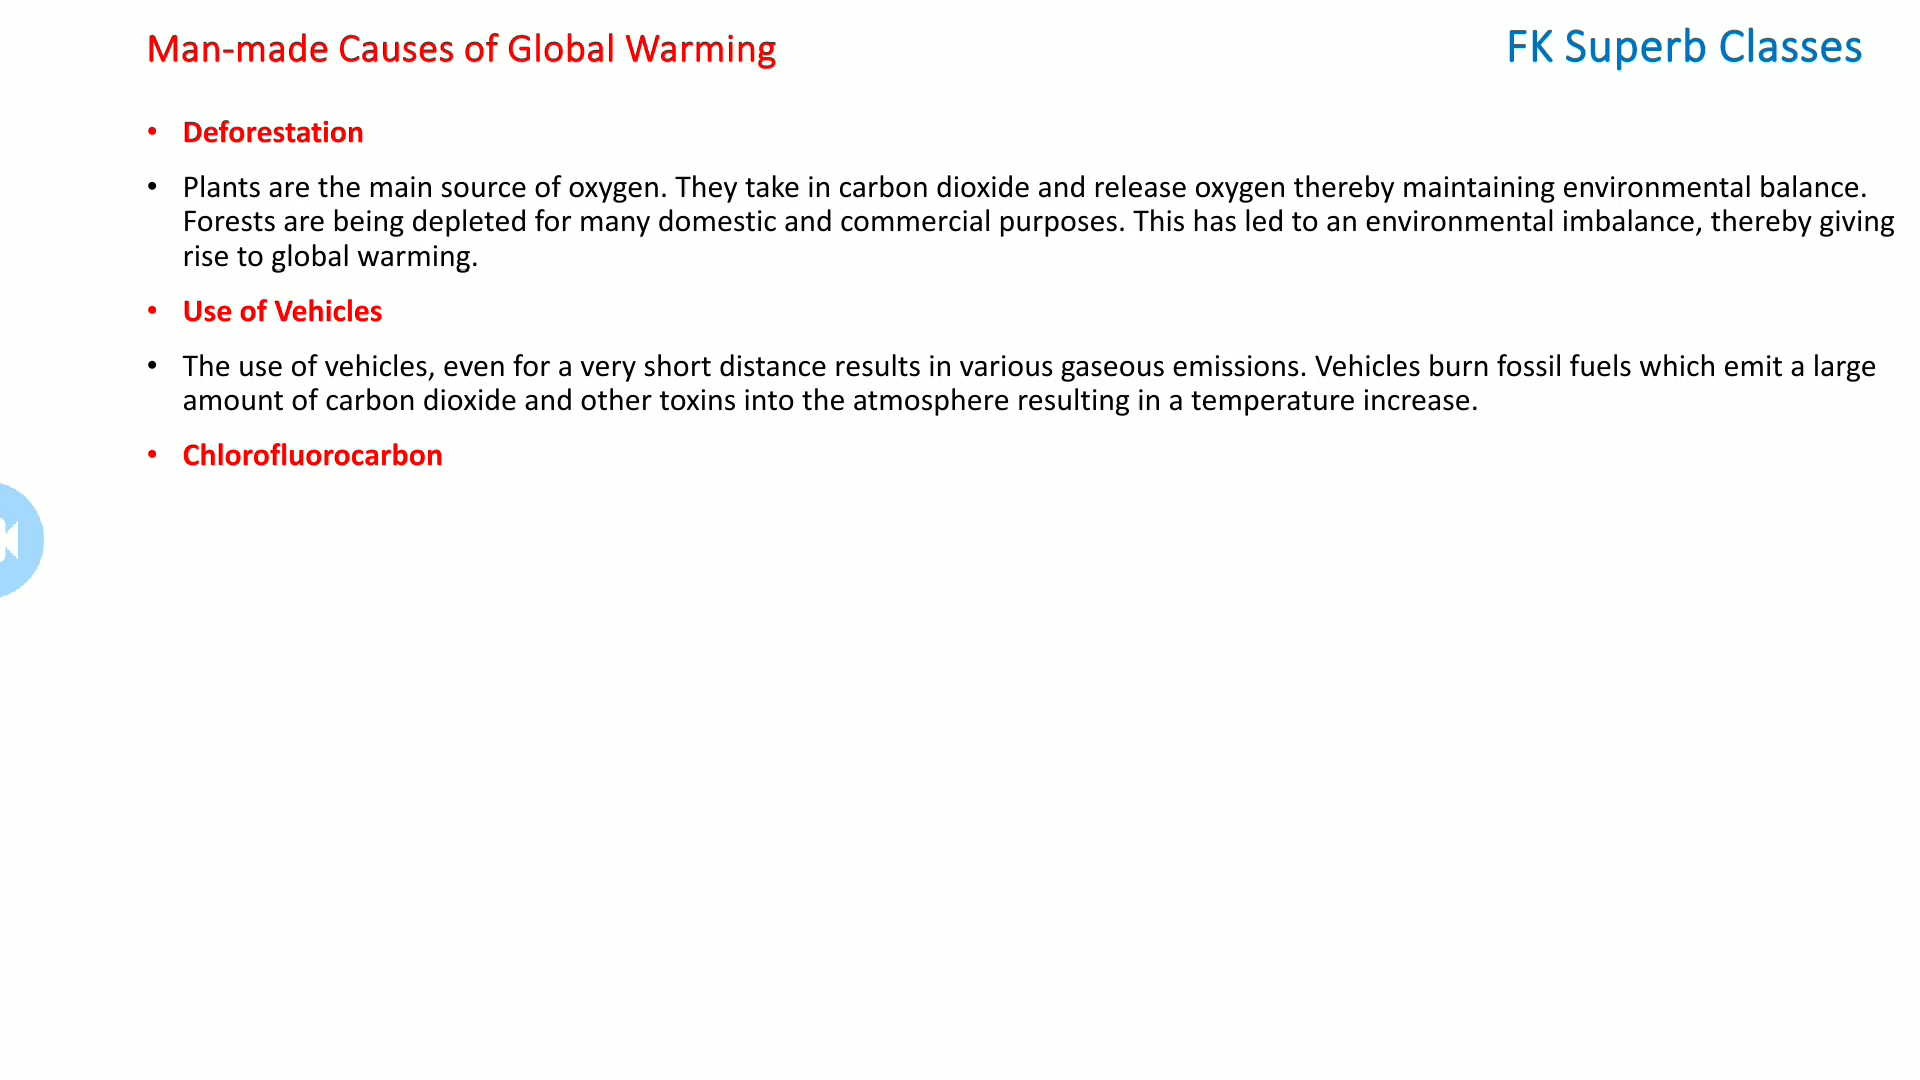 Man-made Causes of Global Warming
FK Superb Classes
• Deforestation
• Plants are the main source of oxygen. They take in carbon dioxide and release oxygen thereby maintaining environmental balance.
Forests are being depleted for many domestic and commercial purposes. This has led to an environmental imbalance, thereby giving
rise to global warming.
• Use of Vehicles
• The use of vehicles, even for a very short distance results in various gaseous emissions. Vehicles burn fossil fuels which emit a large
amount of carbon dioxide and other toxins into the atmosphere resulting in a temperature increase.
• Chlorofluorocarbon